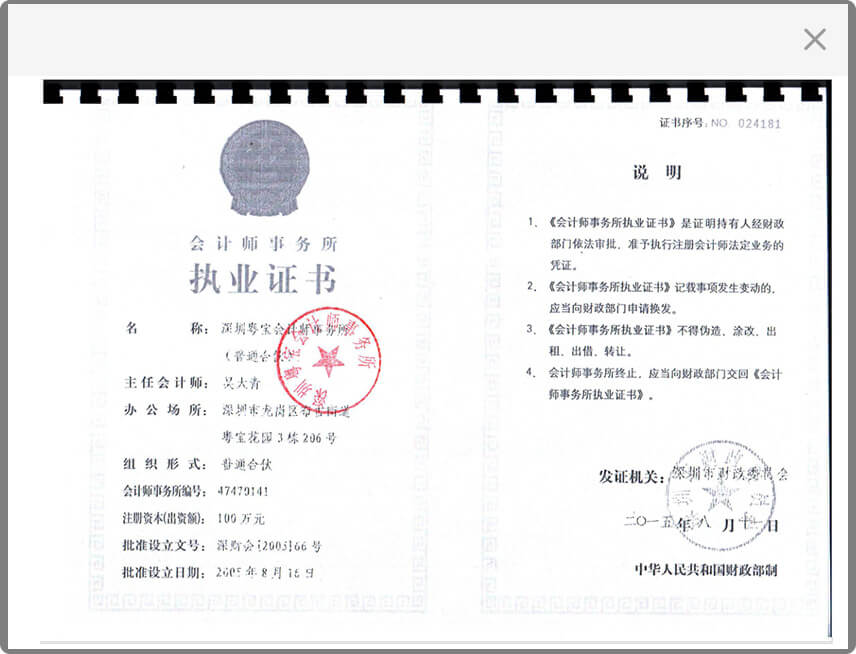 会计师事务所
执业证书
名 称：深圳粤宝会计师事务所
（普通合伙）
主任会计师：吴大青
办公场所：深圳市龙岗区布吉街道
粤宝花园3栋206号
组织形式：普通合伙
会计师事务所编号：47470141
注册资本(出资额)：100万元
批准设立文号：深财会[2005]66号
批准设立日期：2005年8月16日
深圳粤宝会计师事务所
证书序号：NO. 024181
说 明
1、《会计师事务所执业证书》是证明持有人经财政
部门依法审批，准予执行注册会计师法定业务的
凭证。
2、《会计师事务所执业证书》记载事项发生变动的，
应当向财政部门申请换发。
3、《会计师事务所执业证书》不得伪造、涂改、出
租、出借、转让。
4、会计师事务所终止，应当向财政部门交回《会计
师事务所执业证书》。
发证机关：深圳市财政委员会
二〇一五年八月 日
中华人民共和国财政部制